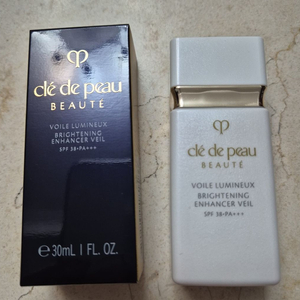 clé de peau
BEAUTÉ
VOILE LUMINEUX
BRIGHTENING
ENHANCER VEIL
SPF 38•PA+++
℮30mL | 1 FL. OZ.
clé de peau
BEAUTÉ
VOILE LUMINEUX
BRIGHTENING
ENHANCER VEIL
SPF 38•PA+++